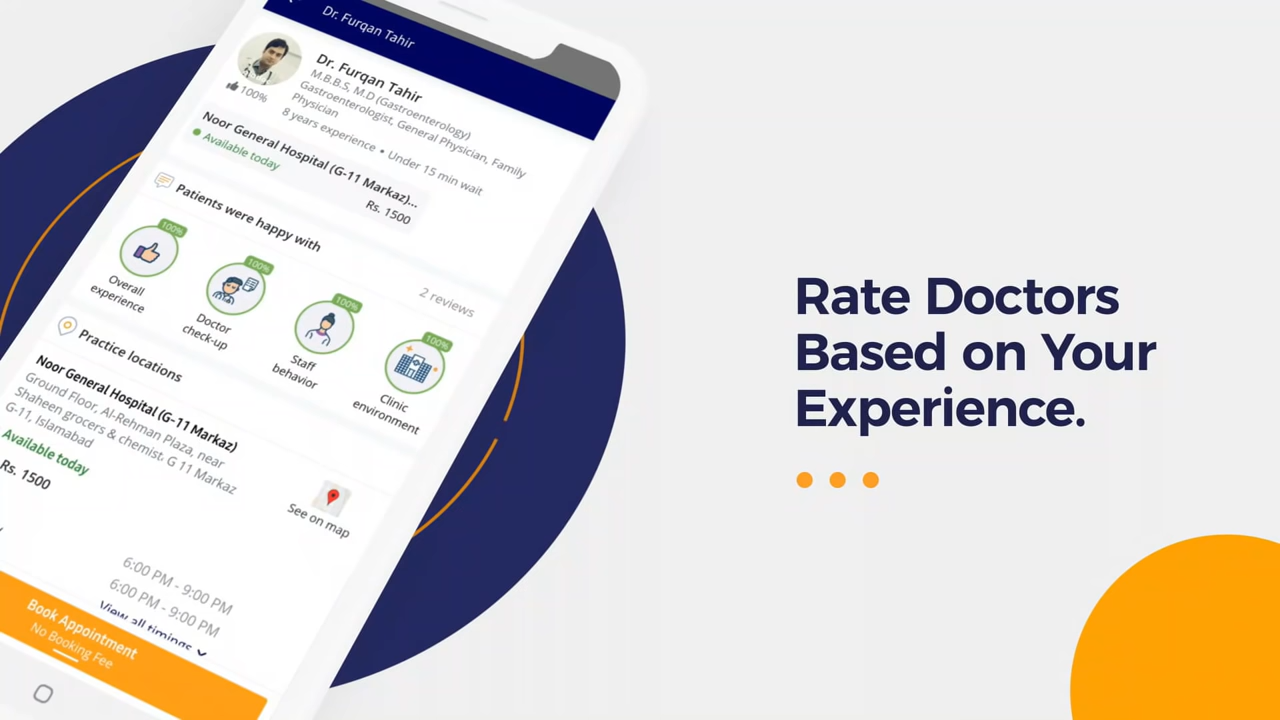 Dr. Furqan Tahir
Dr. Furqan Tahir
M.B.B.S, M.D (Gastroenterology)
Gastroenterologist, General Physician, Family
Physician
8 years experience • Under 15 min wait
100%
Noor General Hospital (G-11 Markaz)...
Available today
Rs. 1500
Patients were happy with
2 reviews
100%
Overall
experience
100%
Doctor
check-up
100%
Staff
behavior
100%
Clinic
environment
Practice locations
Noor General Hospital (G-11 Markaz)
Ground Floor, Al-Rehman Plaza, near
Shaheen grocers & chemist. G 11 Markaz
G-11, Islamabad
Available today
Rs. 1500
See on map
6:00 PM - 9:00 PM
6:00 PM - 9:00 PM
View all timings
Book Appointment
No Booking Fee
Rate Doctors
Based on Your
Experience.